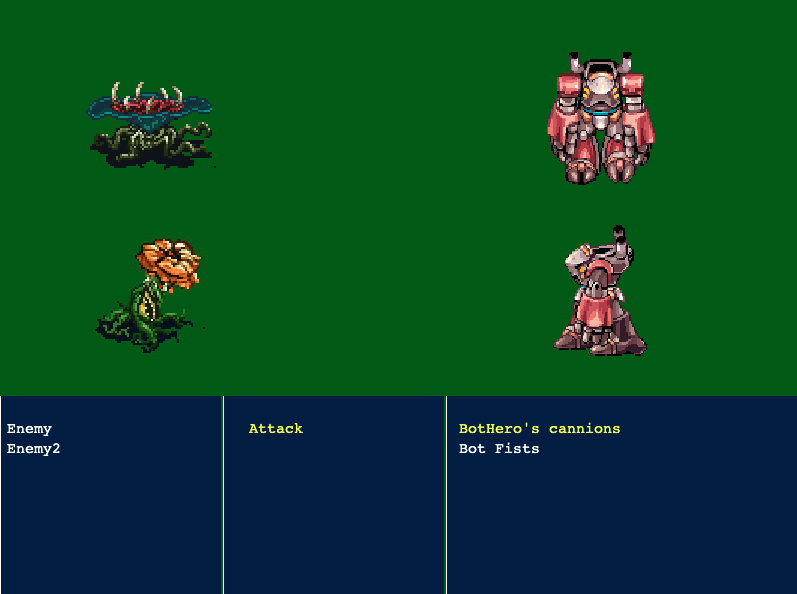 Enemy
Enemy2
Attack
BotHero's cannions
Bot Fists